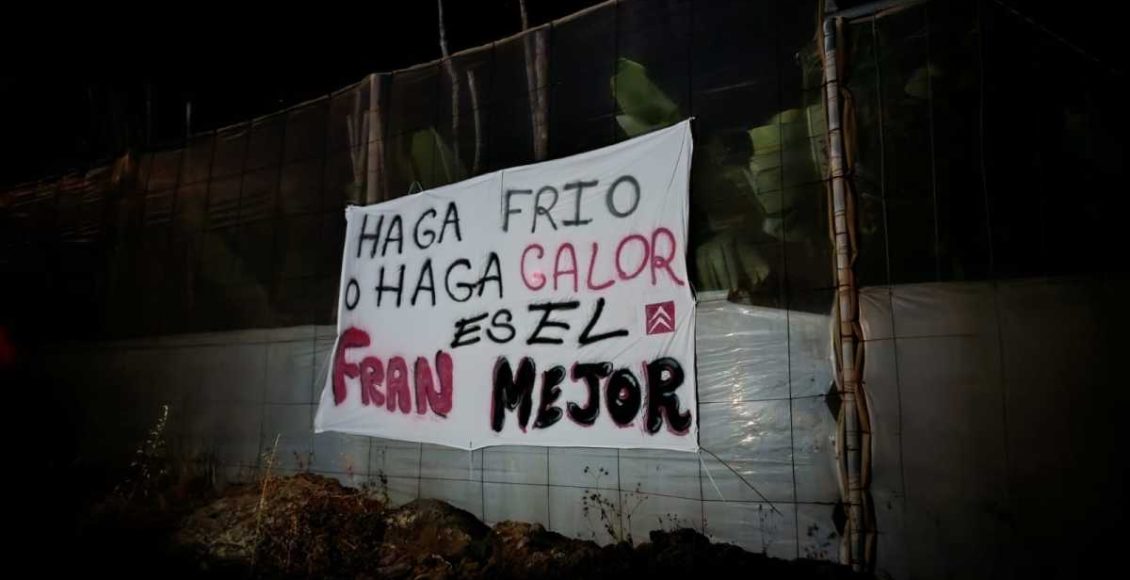 HAGA FRIO
O HAGA CALOR
ES EL
FRAN MEJOR